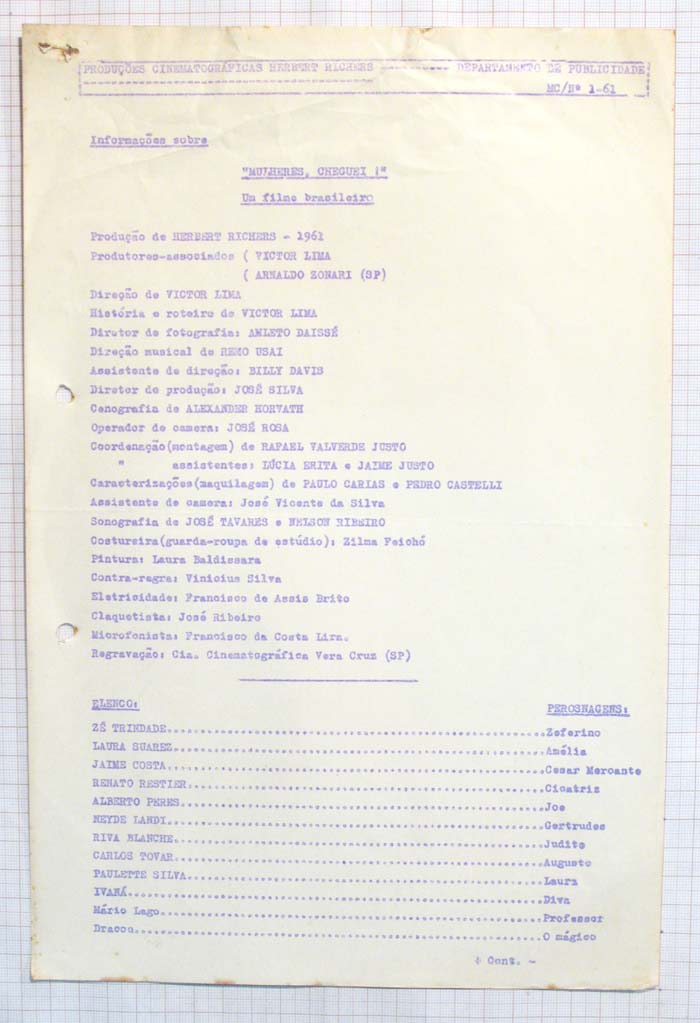 PRODUÇÕES CINEMATOGRÁFICAS HERBERT RICHERS ---------- DEPARTAMENTO DE PUBLICIDADE
MC/Nº 1-61
Informações sobre
"MULHERES, CHEGUEI !"
Um filme brasileiro
Produção de HERBERT RICHERS - 1961
Produtores-associados ( VICTOR LIMA
( ARNALDO ZONARI (SP)
Direção de VICTOR LIMA
História e roteiro de VICTOR LIMA
Diretor de fotografia: AMLETO DAISSÉ
Direção musical de REMO USAI
Assistente de direção: BILLY DAVIS
Diretor de produção: JOSÉ SILVA
Cenografia de ALEXANDER HORVATH
Operador de camera: JOSÉ ROSA
Coordenação(montagem) de RAFAEL VALVERDE JUSTO
" assistentes: LÚCIA ERITA e JAIME JUSTO
Caracterizações(maquilagem) de PAULO CARIAS e PEDRO CASTELLI
Assistente de camera: José Vicente da Silva
Sonografia de JOSÉ TAVARES e NELSON RIBEIRO
Costureira(guarda-roupa de estúdio): Zilma Feichó
Pintura: Laura Baldissara
Contra-regra: Vinicius Silva
Eletricidade: Francisco de Assis Brito
Claquetista: José Ribeiro
Microfonista: Francisco da Costa Lira.
Regravação: Cia. Cinematográfica Vera Cruz (SP)
ELENCO: PEROSNAGENS:
ZÉ TRINDADE......Zeferino
LAURA SUAREZ......Amélia
JAIME COSTA......Cesar Mercante
RENATO RESTIER......Cicatriz
ALBERTO PERES......Joe
NEYDE LANDI......Gertrudes
RIVA BLANCHE......Judite
CARLOS TOVAR......Augusto
PAULETTE SILVA......Laura
IVANÁ......Diva
Mário Lago......Professor
Dracon......O mágico
Cont. -